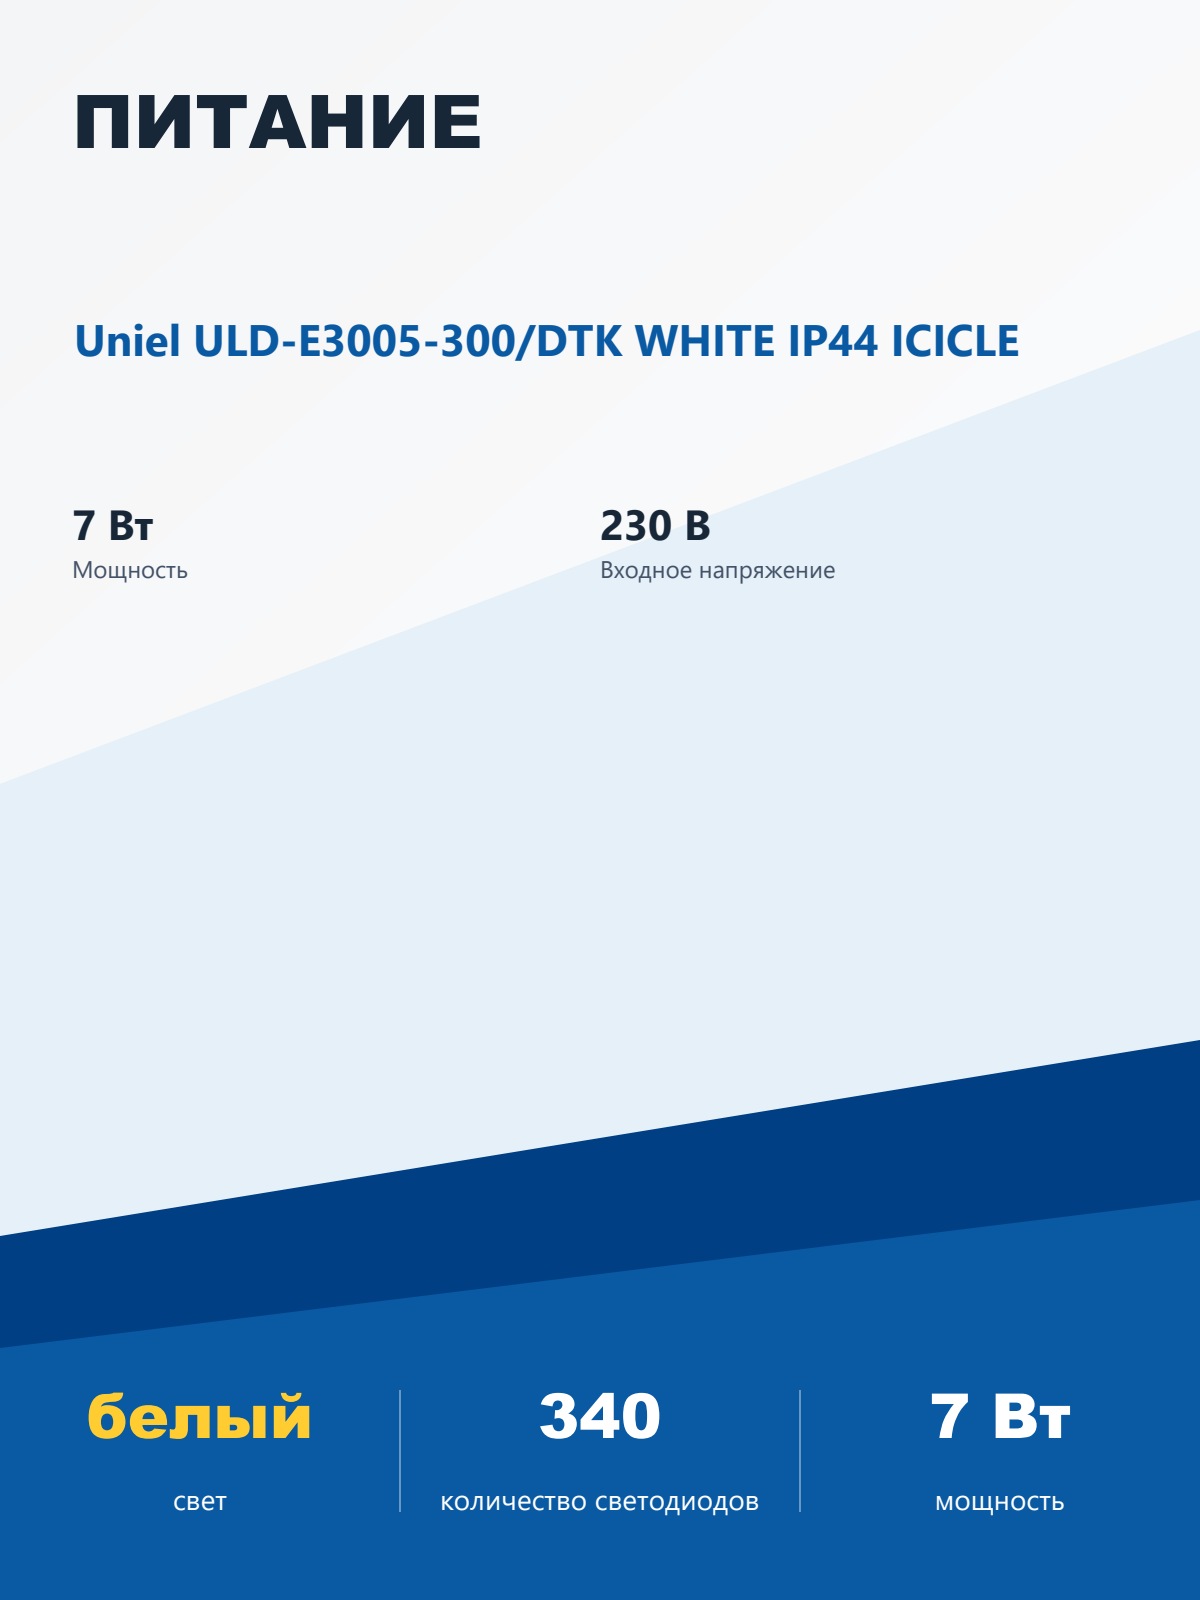 ПИТАНИЕ
Uniel ULD-E3005-300/DTK WHITE IP44 ICICLE
7 Вт
Мощность
230 В
Входное напряжение
белый
свет
340
количество светодиодов
7 Вт
мощность